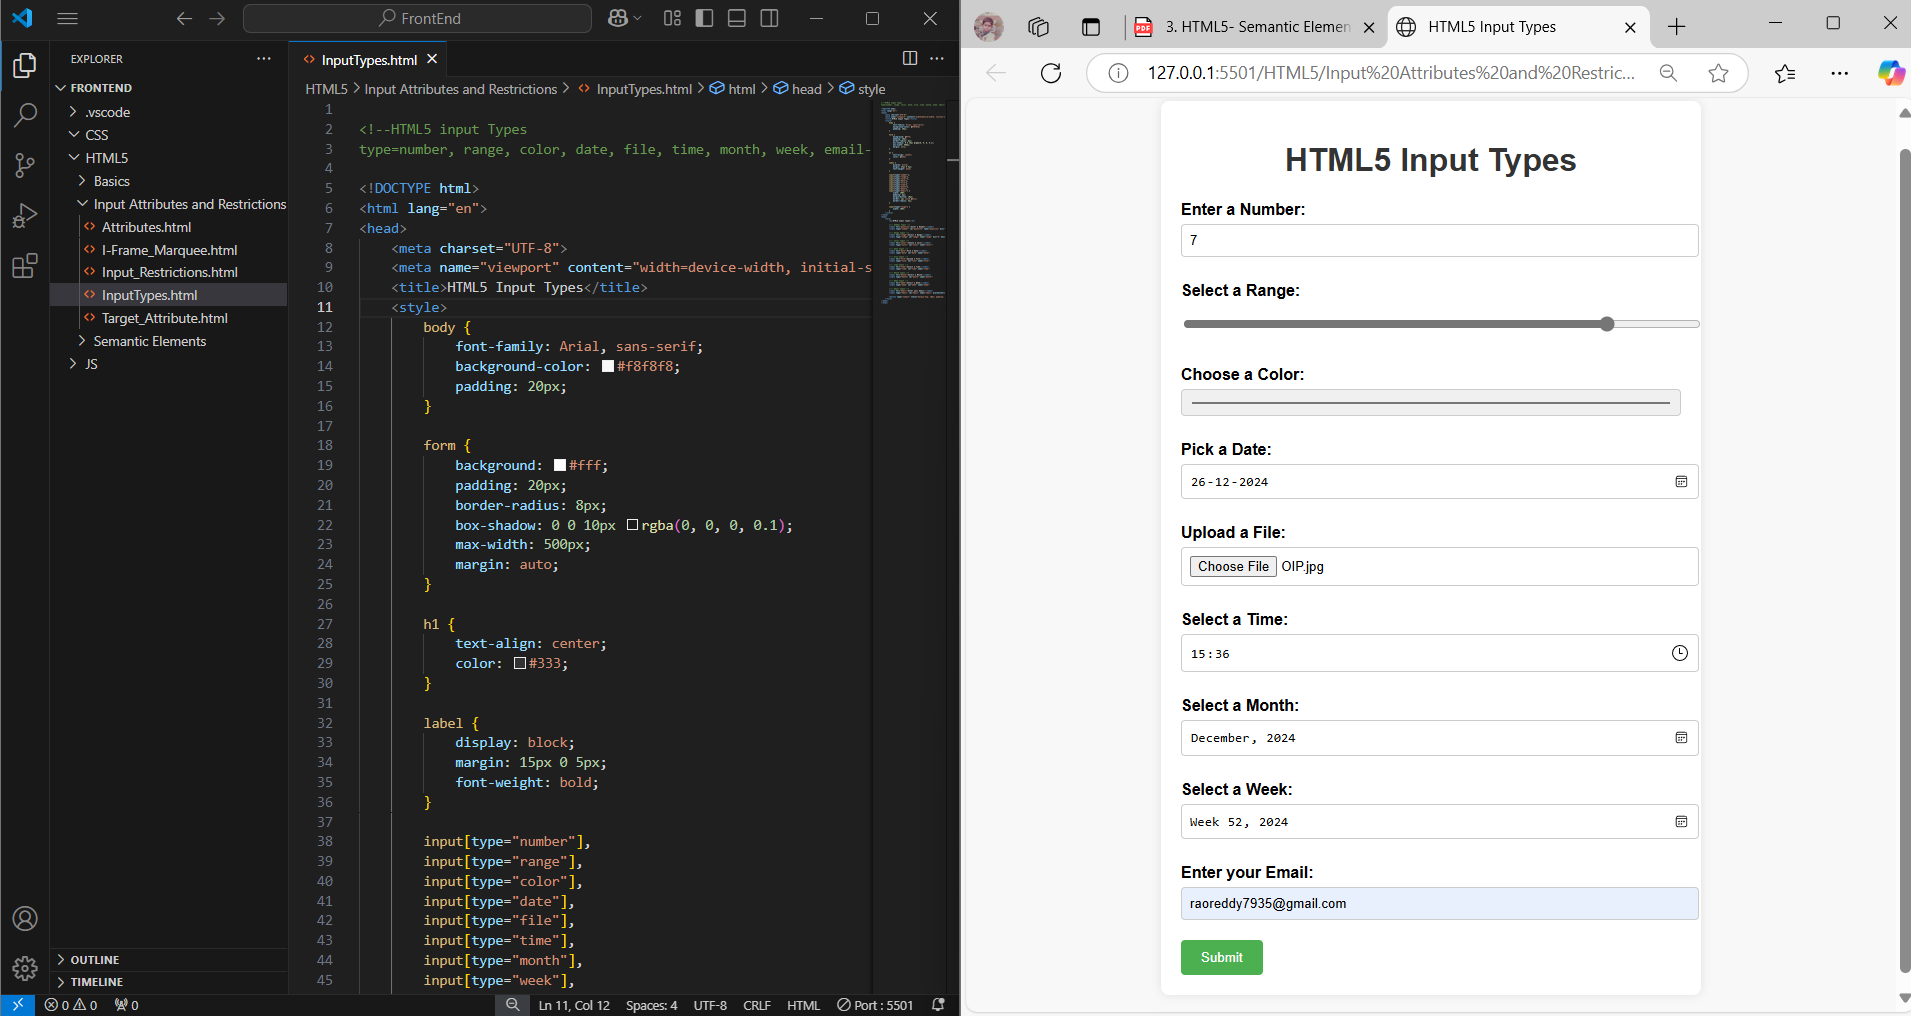 FrontEnd
EXPLORER
FRONTEND
.vscode
CSS
HTML5
Basics
Input Attributes and Restrictions
Attributes.html
I-Frame_Marquee.html
Input_Restrictions.html
InputTypes.html
Target_Attribute.html
Semantic Elements
JS
OUTLINE
TIMELINE
InputTypes.html
HTML5 > Input Attributes and Restrictions > InputTypes.html > html > head > style
1
2 <!--HTML5 input Types
3 type=number, range, color, date, file, time, month, week, email-
4
5 <!DOCTYPE html>
6 <html lang="en">
7 <head>
8 <meta charset="UTF-8">
9 <meta name="viewport" content="width=device-width, initial-s
10 <title>HTML5 Input Types</title>
11 <style>
12 body {
13 font-family: Arial, sans-serif;
14 background-color: #f8f8f8;
15 padding: 20px;
16 }
17
18 form {
19 background: #fff;
20 padding: 20px;
21 border-radius: 8px;
22 box-shadow: 0 0 10px rgba(0, 0, 0, 0.1);
23 max-width: 500px;
24 margin: auto;
25 }
26
27 h1 {
28 text-align: center;
29 color: #333;
30 }
31
32 label {
33 display: block;
34 margin: 15px 0 5px;
35 font-weight: bold;
36 }
37
38 input[type="number"],
39 input[type="range"],
40 input[type="color"],
41 input[type="date"],
42 input[type="file"],
43 input[type="time"],
44 input[type="month"],
45 input[type="week"],
0 0 0 Ln 11, Col 12 Spaces: 4 UTF-8 CRLF HTML Port : 5501
PDF 3. HTML5- Semantic Elemen HTML5 Input Types
127.0.0.1:5501/HTML5/Input%20Attributes%20and%20Restric...
HTML5 Input Types
Enter a Number:
7
Select a Range:
Choose a Color:
Pick a Date:
26-12-2024
Upload a File:
Choose File OIP.jpg
Select a Time:
15:36
Select a Month:
December, 2024
Select a Week:
Week 52, 2024
Enter your Email:
raoreddy7935@gmail.com
Submit